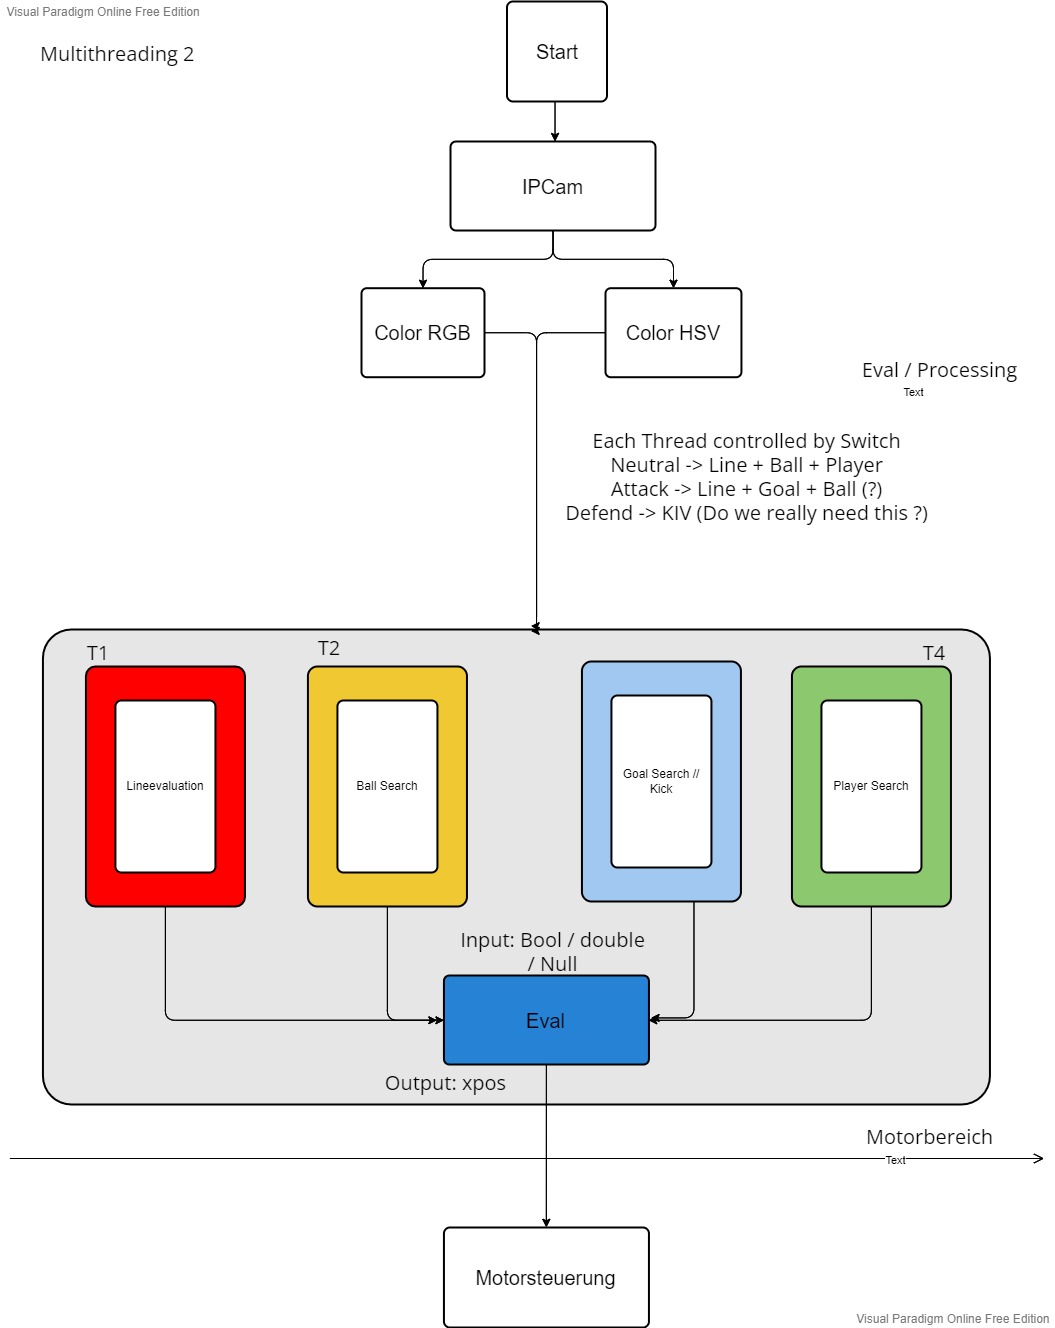 Visual Paradigm Online Free Edition
Multithreading 2
Start
IPCam
Color RGB
Color HSV
Eval / Processing
Text
Each Thread controlled by Switch
Neutral -> Line + Ball + Player
Attack -> Line + Goal + Ball (?)
Defend -> KIV (Do we really need this ?)
T1
T2
T4
Lineevaluation
Ball Search
Goal Search //
Kick
Player Search
Input: Bool / double
/ Null
Eval
Output: xpos
Motorbereich
Text
Motorsteuerung
Visual Paradigm Online Free Edition